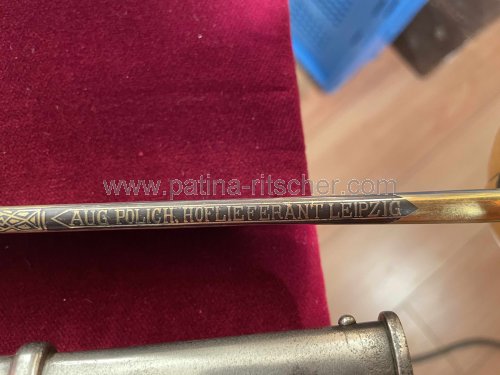 www.patina-ritscher.com
AUG. POLICH. HOFLIEFERANT LEIPZIG